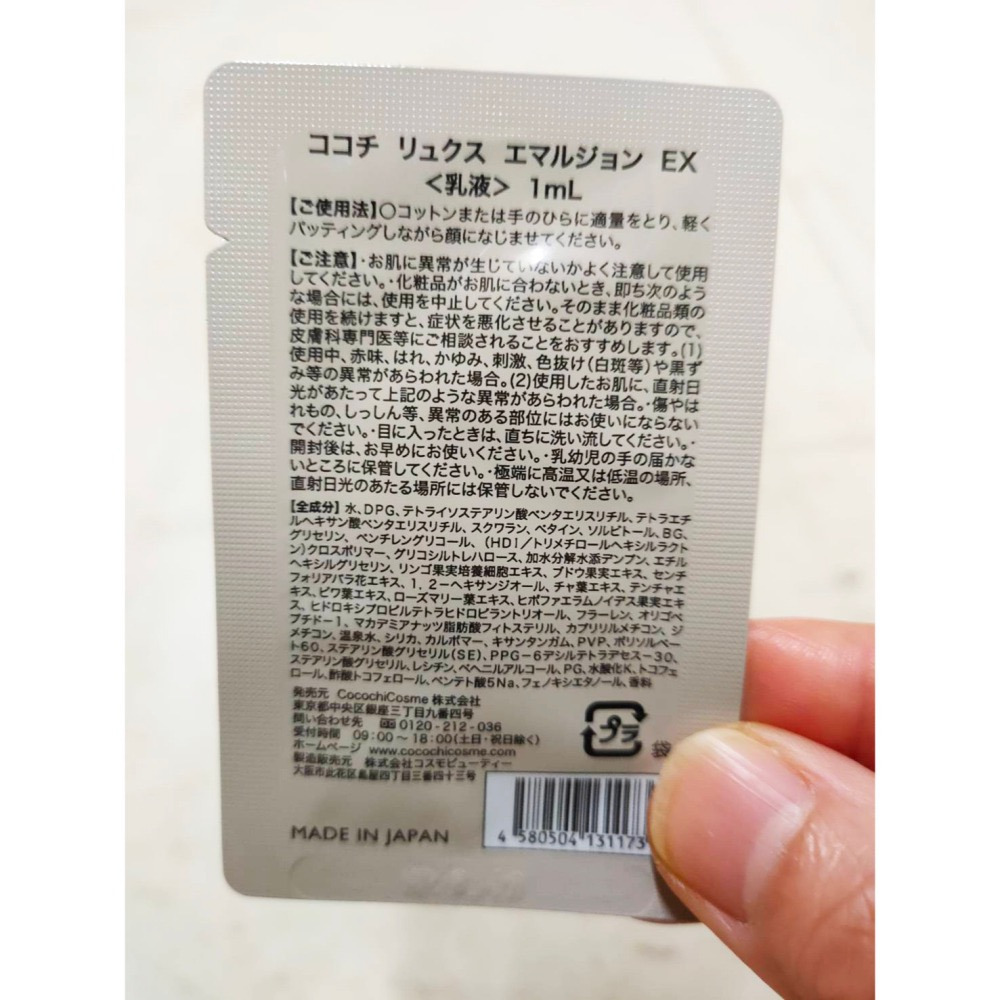 ココチ リュクス エマルジョン EX
<乳液> 1mL
【ご使用法】○コットンまたは手のひらに適量をとり、軽く
パッティングしながら顔になじませてください。
【ご注意】・お肌に異常が生じていないかよく注意して使用
してください。・化粧品がお肌に合わないとき、即ち次のよう
な場合には、使用を中止してください。そのまま化粧品類の
使用を続けますと、症状を悪化させることがありますので、
皮膚科専門医等にご相談されることをおすすめします。(1)
使用中、赤味、はれ、かゆみ、刺激、色抜け(白斑等)や黒ず
み等の異常があらわれた場合。(2)使用したお肌に、直射日
光があたって上記のような異常があらわれた場合。・傷やは
れもの、しっしん等、異常のある部位にはお使いにならない
でください。・目に入ったときは、直ちに洗い流してください。・
開封後は、お早めにお使いください。・乳幼児の手の届かな
いところに保管してください。・極端に高温又は低温の場所、
直射日光のあたる場所には保管しないでください。
【全成分】水、DPG、テトライソステアリン酸ペンタエリスリチル、テトラエチ
ルヘキサン酸ペンタエリスリチル、スクワラン、ベタイン、ソルビトール、BG、
グリセリン、ペンチレングリコール、(HDI/トリメチロールヘキシルラクト
ン)クロスポリマー、グリコシルトレハロース、加水分解水添デンプン、エチル
ヘキシルグリセリン、リンゴ果実培養細胞エキス、ブドウ果実エキス、センチ
フォリアバラ花エキス、1,2-ヘキサンジオール、チャ葉エキス、テンチャエ
キス、ビワ葉エキス、ローズマリー葉エキス、ヒポファエラムノイデス果実エキ
ス、ヒドロキシプロピルテトラヒドロピラントリオール、フラーレン、オリゴペ
プチド-1、マカデミアナッツ脂肪酸フィトステリル、カプリリルメチコン、ジ
メチコン、温泉水、シリカ、カルボマー、キサンタンガム、PVP、ポリソルベー
ト60、ステアリン酸グリセリル(SE)、PPG-6デシルテトラデセス-30、
ステアリン酸グリセリル、レシチン、ベヘニルアルコール、PG、水酸化K、トコフェ
ロール、酢酸トコフェロール、ペンテト酸5Na、フェノキシエタノール、香料
発売元 CocochiCosme 株式会社
東京都中央区銀座三丁目九番四号
問い合わせ先 0120-212-036
受付時間 09:00〜18:00(土日・祝日除く)
ホームページ www.cocochicosme.com
製造販売元 株式会社コスモビューティー
大阪市此花区島屋四丁目三番四十三号
プラ
袋
MADE IN JAPAN
4 580504 131173